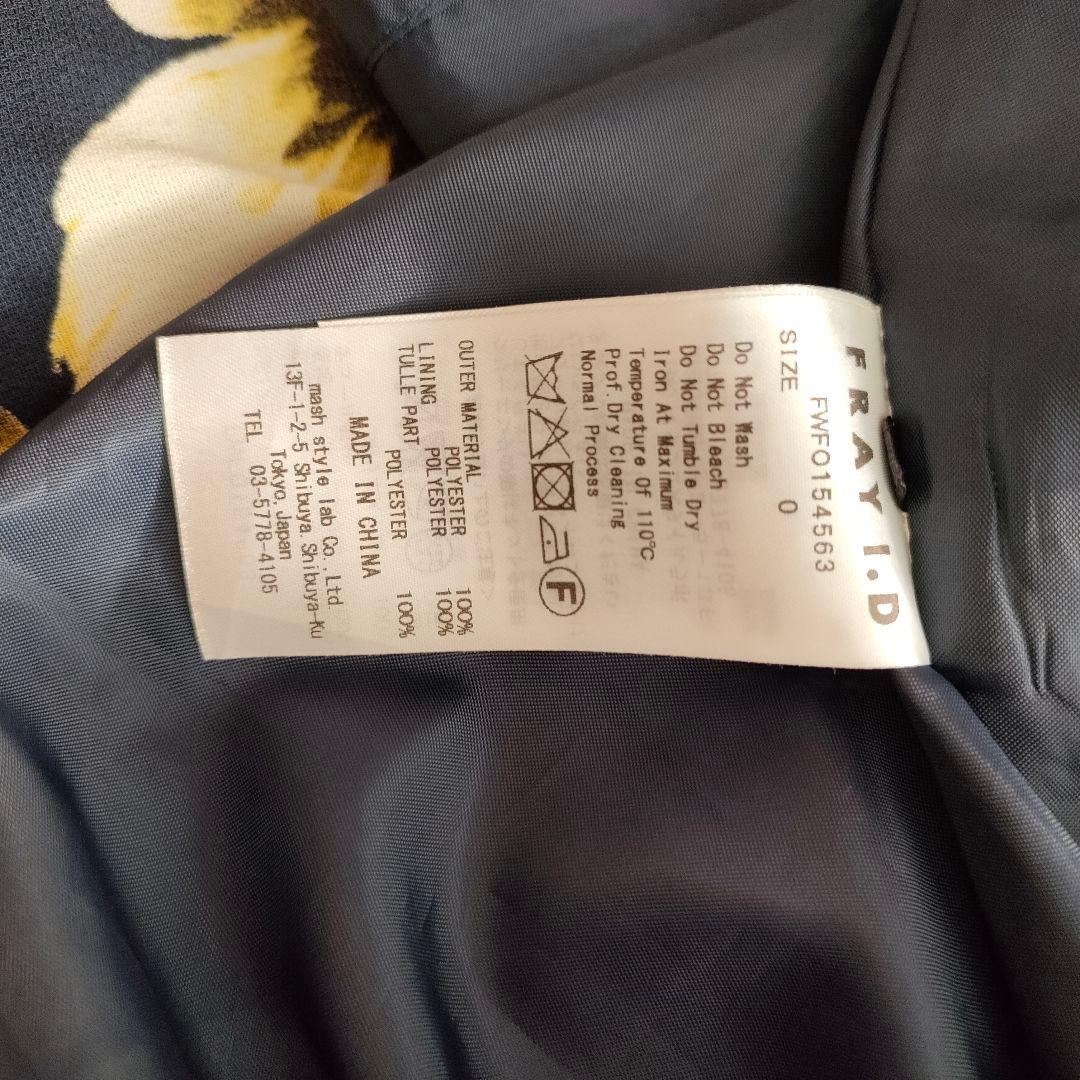 FRAY I.D
FWFO154563
SIZE 0
Do Not Wash
Do Not Bleach
Do Not Tumble Dry
Iron At Maximum
Temperature Of 110℃
Prof.Dry Cleaning
Normal Process
F
OUTER MATERIAL
POLYESTER 100%
LINING POLYESTER 100%
TULLE PART POLYESTER 100%
MADE IN CHINA
mash style lab Co.,Ltd.
13F-1-2-5 Shibuya.Shibuya-Ku
Tokyo,Japan
TEL 03-5778-4105